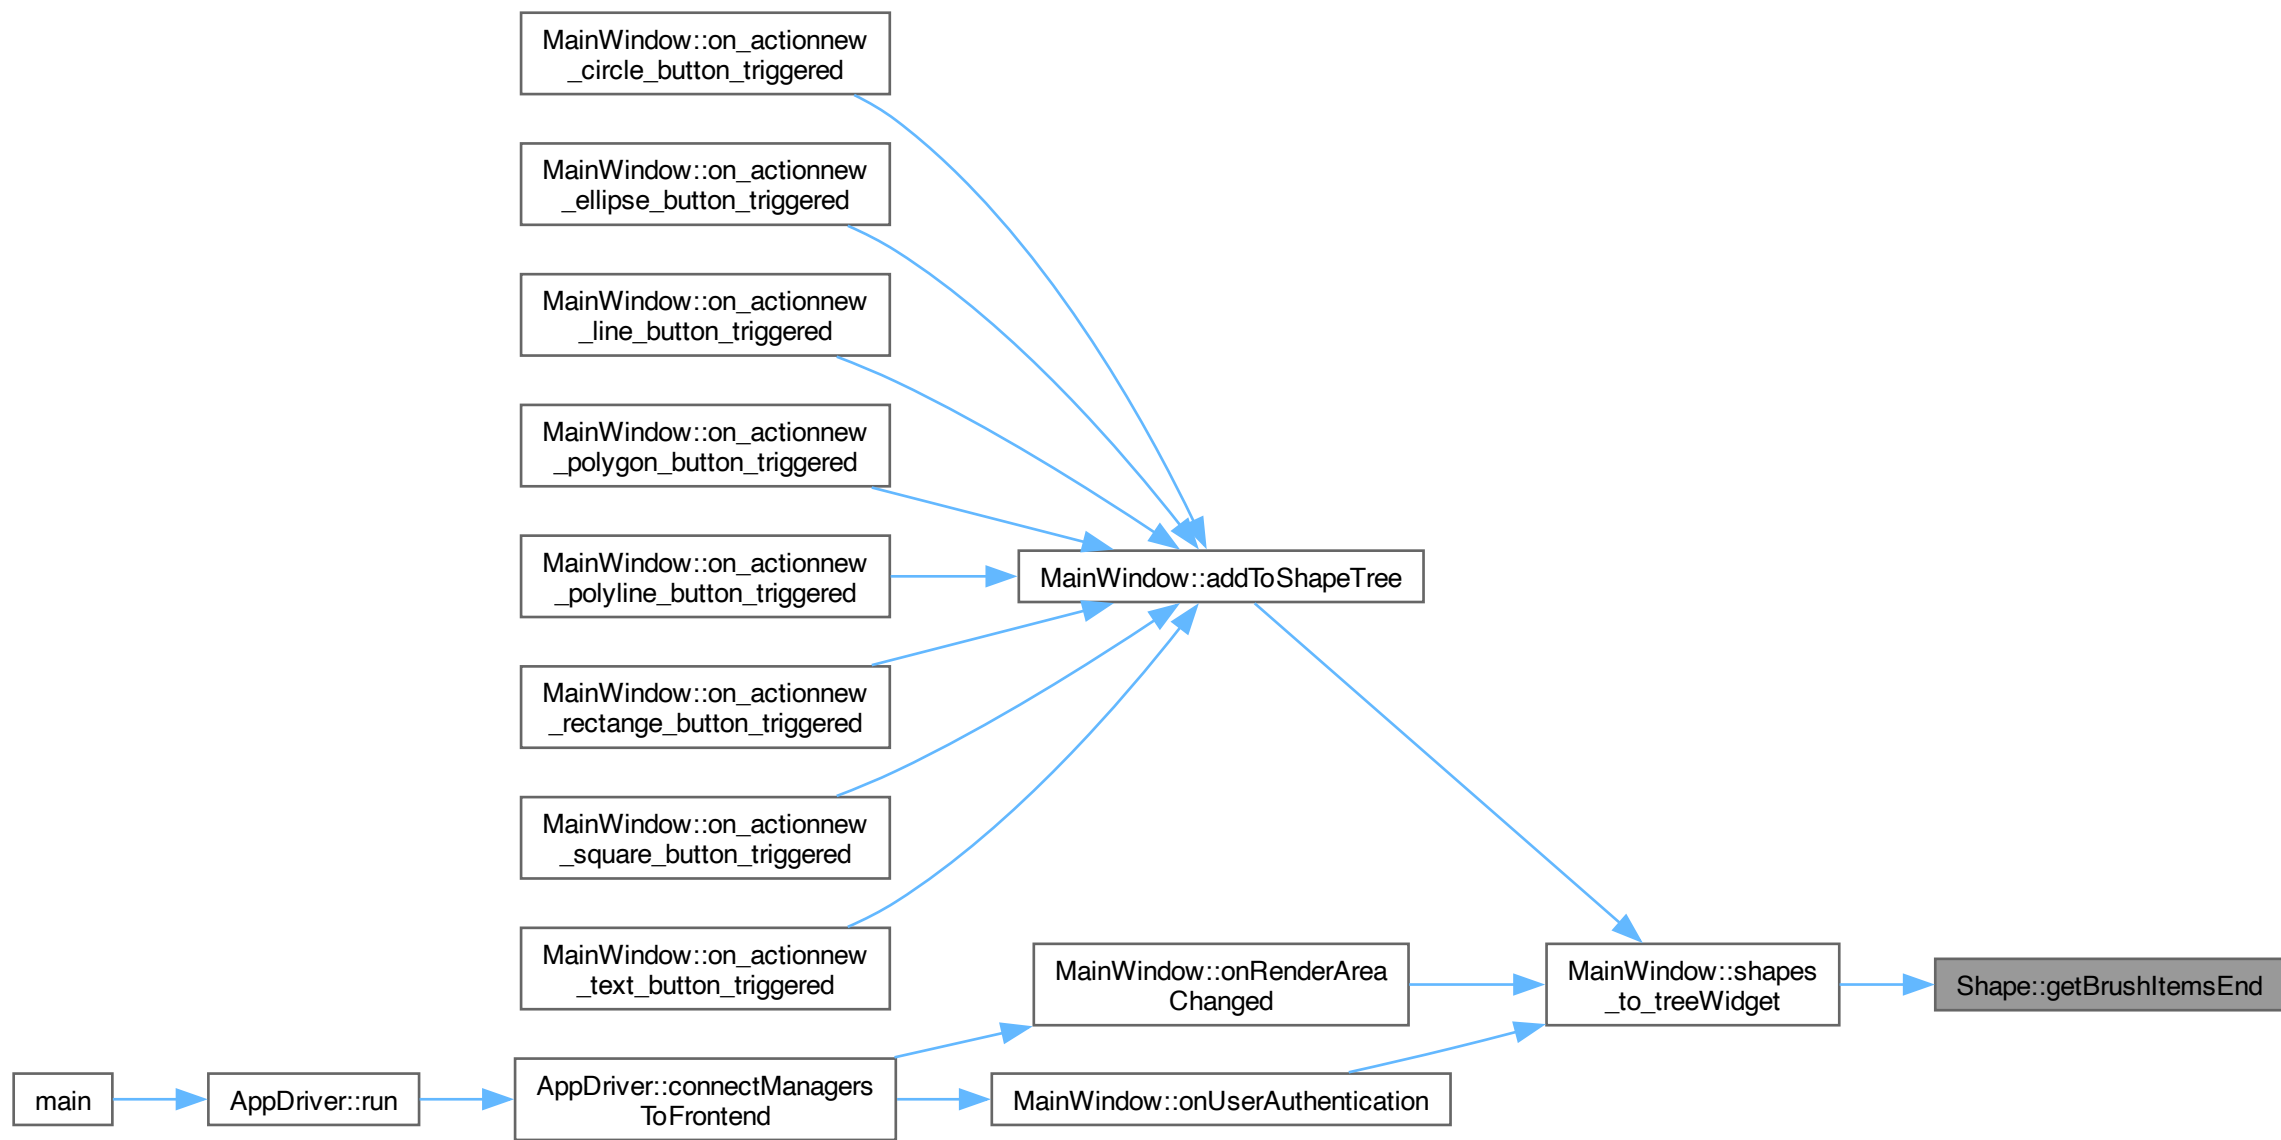 MainWindow::on_actionnew
_circle_button_triggered
MainWindow::on_actionnew
_ellipse_button_triggered
MainWindow::on_actionnew
_line_button_triggered
MainWindow::on_actionnew
_polygon_button_triggered
MainWindow::on_actionnew
_polyline_button_triggered
MainWindow::addToShapeTree
MainWindow::on_actionnew
_rectange_button_triggered
MainWindow::on_actionnew
_square_button_triggered
MainWindow::on_actionnew
_text_button_triggered
MainWindow::onRenderArea
Changed
MainWindow::shapes
_to_treeWidget
Shape::getBrushItemsEnd
main
AppDriver::run
AppDriver::connectManagers
ToFrontend
MainWindow::onUserAuthentication